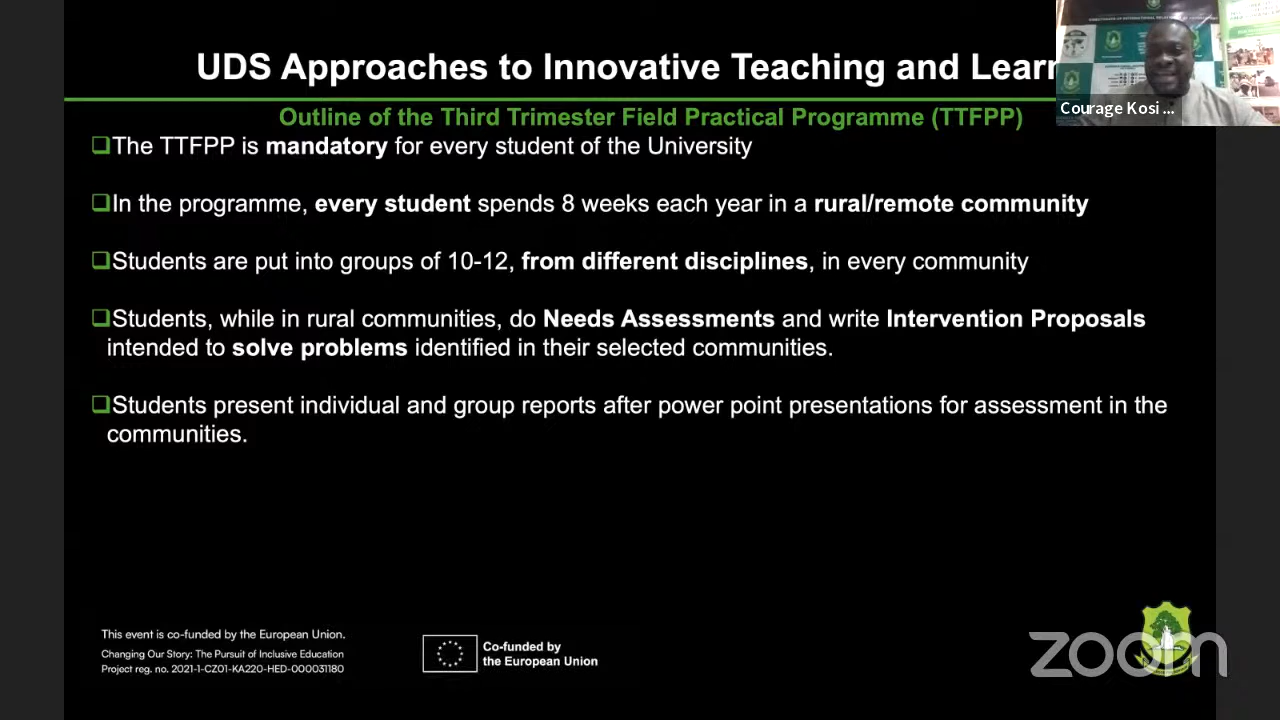 UDS Approaches to Innovative Teaching and Learn
Outline of the Third Trimester Field Practical Programme (TTFPP)
The TTFPP is mandatory for every student of the University
In the programme, every student spends 8 weeks each year in a rural/remote community
Students are put into groups of 10-12, from different disciplines, in every community
Students, while in rural communities, do Needs Assessments and write Intervention Proposals
intended to solve problems identified in their selected communities.
Students present individual and group reports after power point presentations for assessment in the
communities.
Courage Kosi ...
This event is co-funded by the European Union.
Changing Our Story: The Pursuit of Inclusive Education
Project reg. no. 2021-1-CZ01-KA220-HED-000031180
Co-funded by
the European Union
zoom